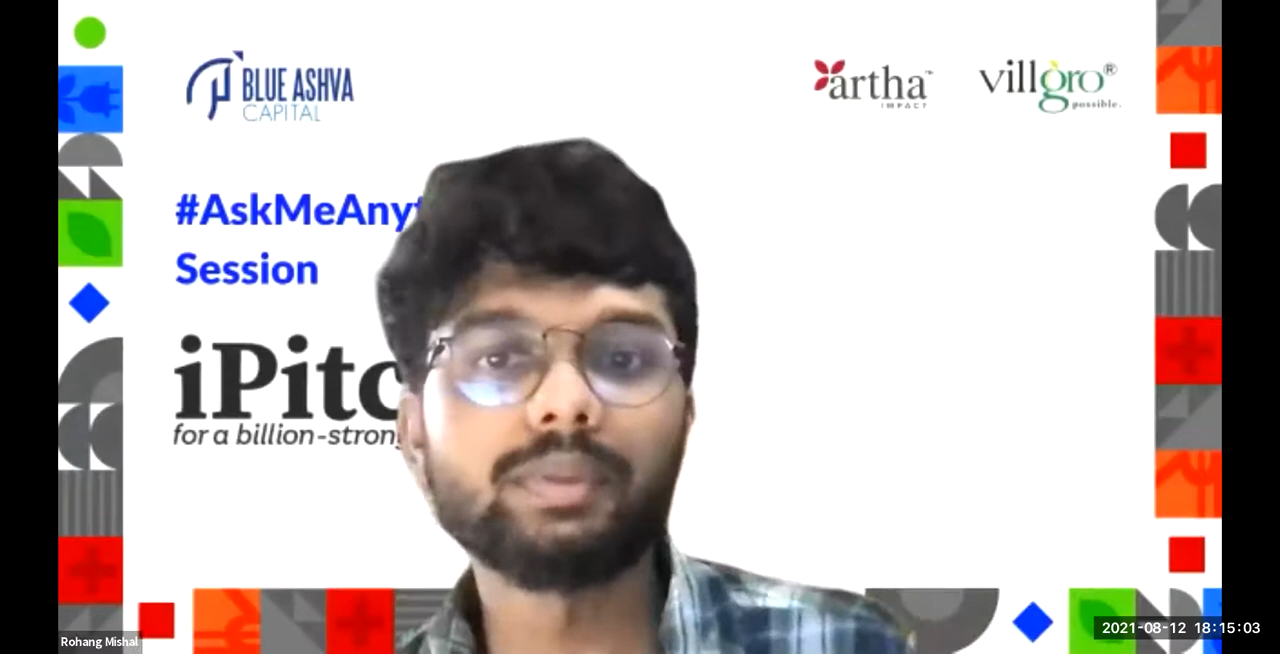 BLUE ASHVA
CAPITAL
artha™
IMPACT
villgro®
possible.
#AskMeAnyt
Session
iPitc
for a billion-strong
Rohang Mishal
2021-08-12 18:15:03